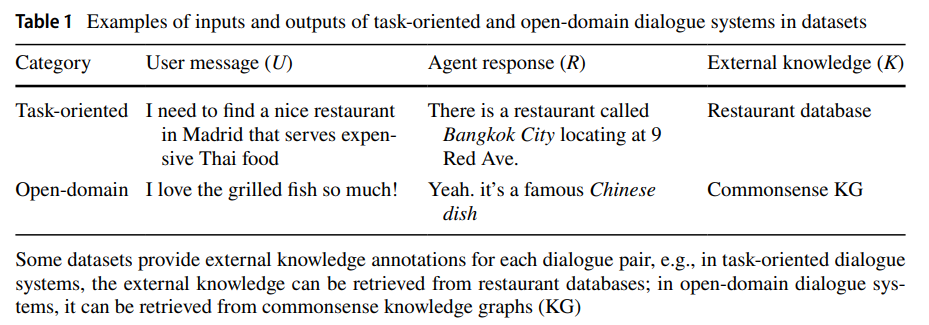 Table 1 Examples of inputs and outputs of task-oriented and open-domain dialogue systems in datasets
Category User message (U) Agent response (R) External knowledge (K)
Task-oriented I need to find a nice restaurant There is a restaurant called Restaurant database
in Madrid that serves expen- Bangkok City locating at 9
sive Thai food Red Ave.
Open-domain I love the grilled fish so much! Yeah. it's a famous Chinese Commonsense KG
dish
Some datasets provide external knowledge annotations for each dialogue pair, e.g., in task-oriented dialogue
systems, the external knowledge can be retrieved from restaurant databases; in open-domain dialogue sys-
tems, it can be retrieved from commonsense knowledge graphs (KG)